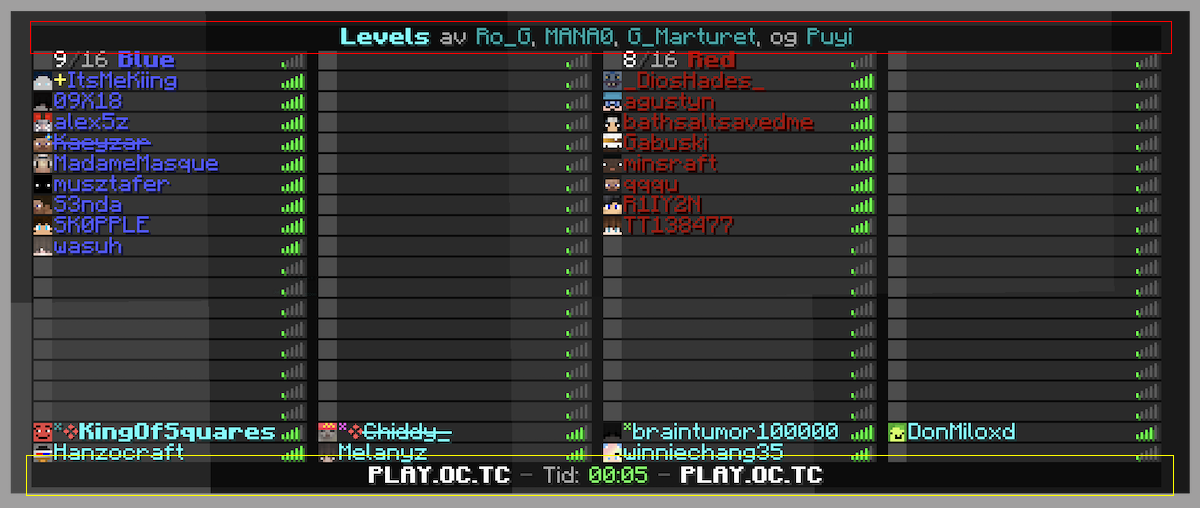 Levels av Ro_G, MANA0, G_Marturet, og Puyi
9/16 Blue
+ItsMeKiing
09X18
alex5z
Kaeyzar
MadameMasque
musztafer
S3nda
SK0PPLE
wasuh
8/16 Red
_DiosHades_
agustyn
bathsaltsavedme
Gabuski
minsraft
qqqu
R1IY2N
TT138477
*❖KingOfSquares
*❖Chiddy_
*braintumor100000
DonMiloxd
Hanzocraft
Melanyz
winniechang35
PLAY.OC.TC – Tid: 00:05 – PLAY.OC.TC